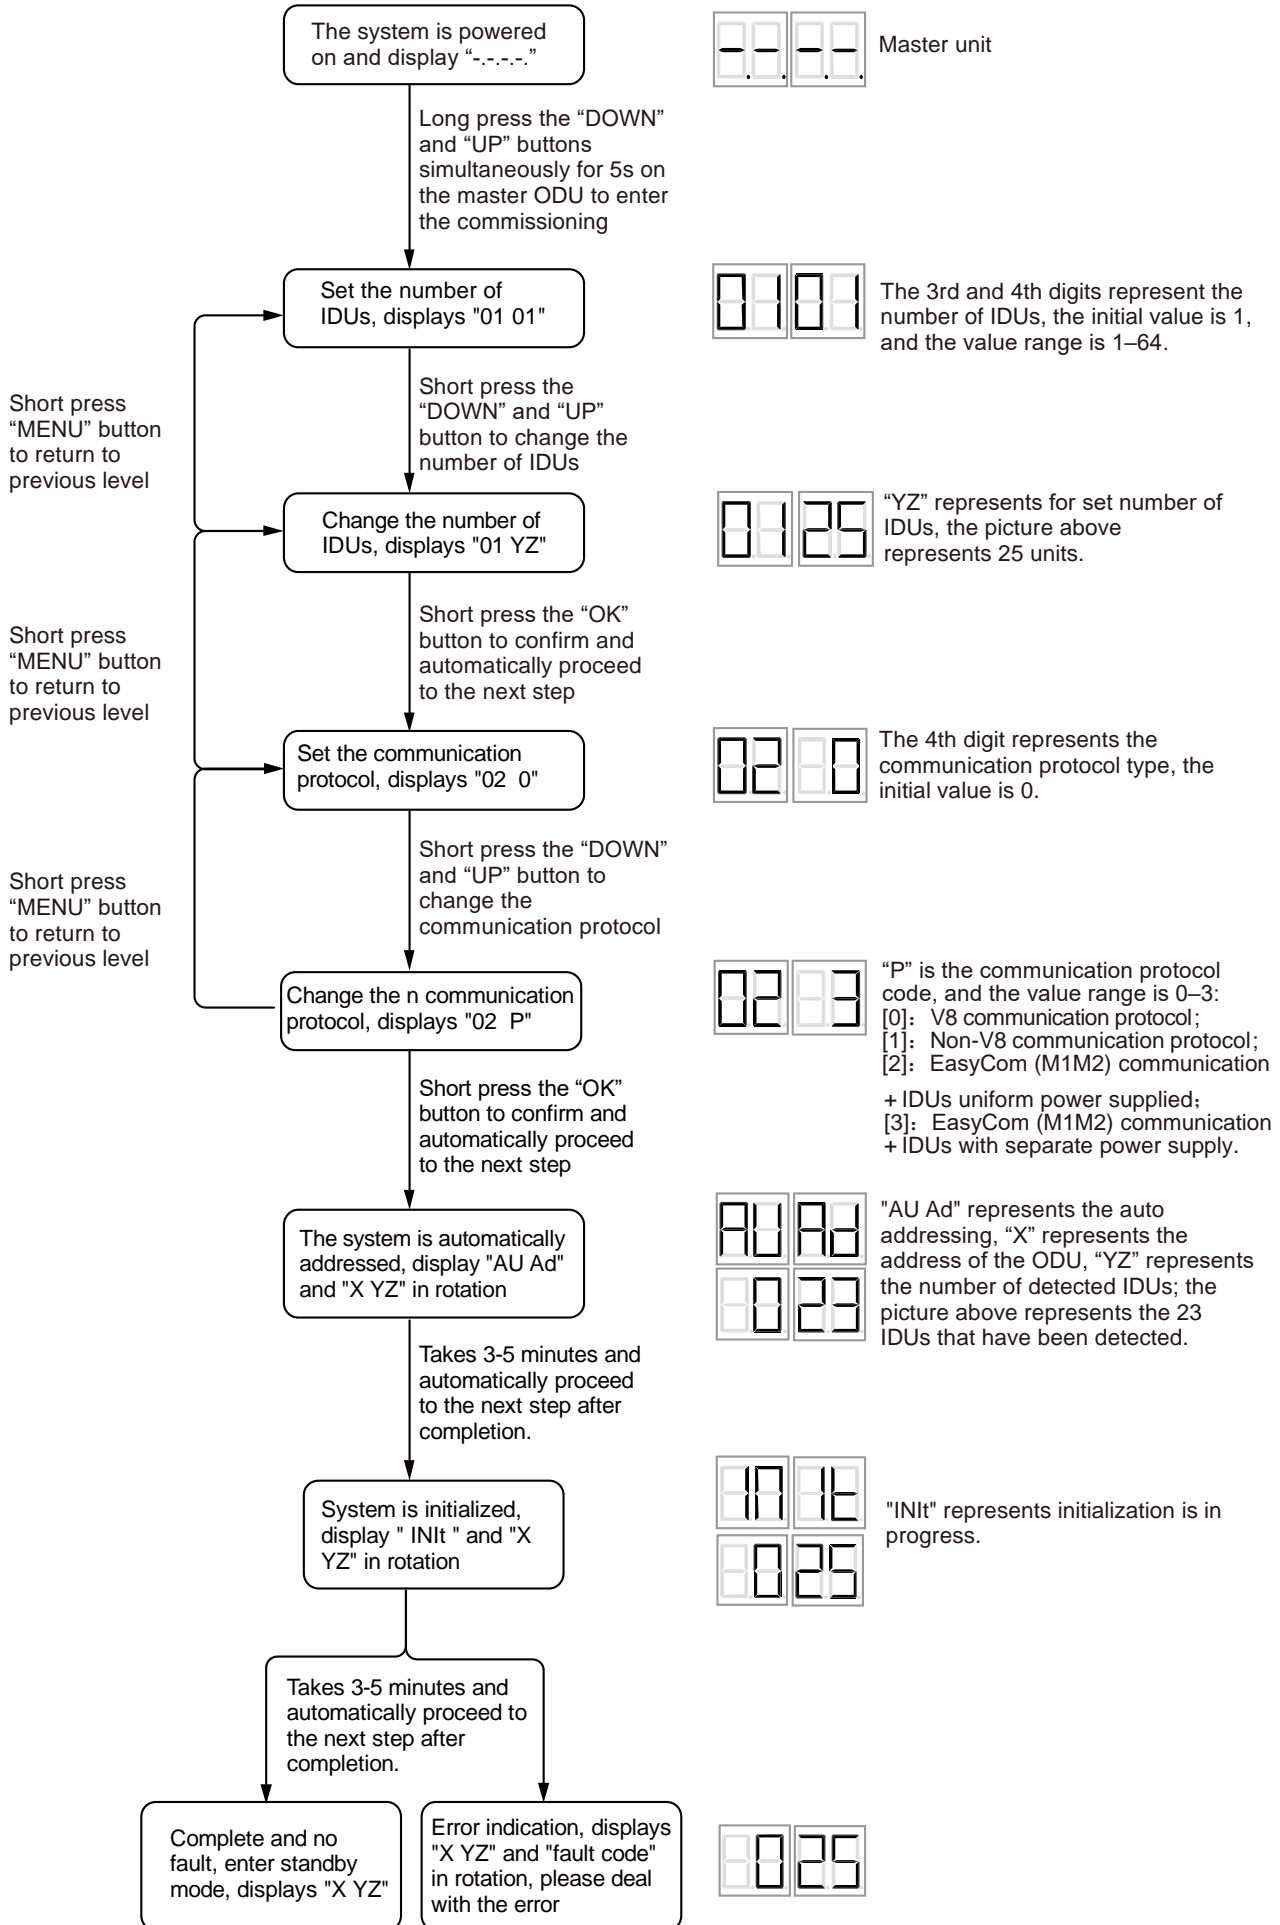 The system is powered
on and display “-.-.-.-.”
-.-.-.-.
Master unit
Long press the “DOWN”
and “UP” buttons
simultaneously for 5s on
the master ODU to enter
the commissioning
Set the number of
IDUs, displays "01 01"
0101
The 3rd and 4th digits represent the
number of IDUs, the initial value is 1,
and the value range is 1–64.
Short press
“MENU” button
to return to
previous level
Short press the
“DOWN” and “UP”
button to change the
number of IDUs
Change the number of
IDUs, displays "01 YZ"
0125
“YZ” represents for set number of
IDUs, the picture above
represents 25 units.
Short press
“MENU” button
to return to
previous level
Short press the “OK”
button to confirm and
automatically proceed
to the next step
Set the communication
protocol, displays "02 0"
02 0
The 4th digit represents the
communication protocol type, the
initial value is 0.
Short press
“MENU” button
to return to
previous level
Short press the “DOWN”
and “UP” button to
change the
communication protocol
Change the n communication
protocol, displays "02 P"
02 3
“P” is the communication protocol
code, and the value range is 0–3:
[0]：V8 communication protocol；
[1]：Non-V8 communication protocol；
[2]：EasyCom (M1M2) communication
+ IDUs uniform power supplied；
[3]：EasyCom (M1M2) communication
+ IDUs with separate power supply.
Short press the “OK”
button to confirm and
automatically proceed
to the next step
The system is automatically
addressed, display "AU Ad"
and "X YZ" in rotation
AU Ad
023
"AU Ad" represents the auto
addressing, “X” represents the
address of the ODU, “YZ” represents
the number of detected IDUs; the
picture above represents the 23
IDUs that have been detected.
Takes 3-5 minutes and
automatically proceed
to the next step after
completion.
System is initialized,
display " INIt " and "X
YZ" in rotation
INIt
025
"INIt" represents initialization is in
progress.
Takes 3-5 minutes and
automatically proceed to
the next step after
completion.
Complete and no
fault, enter standby
mode, displays "X YZ"
Error indication, displays
"X YZ" and "fault code"
in rotation, please deal
with the error
025